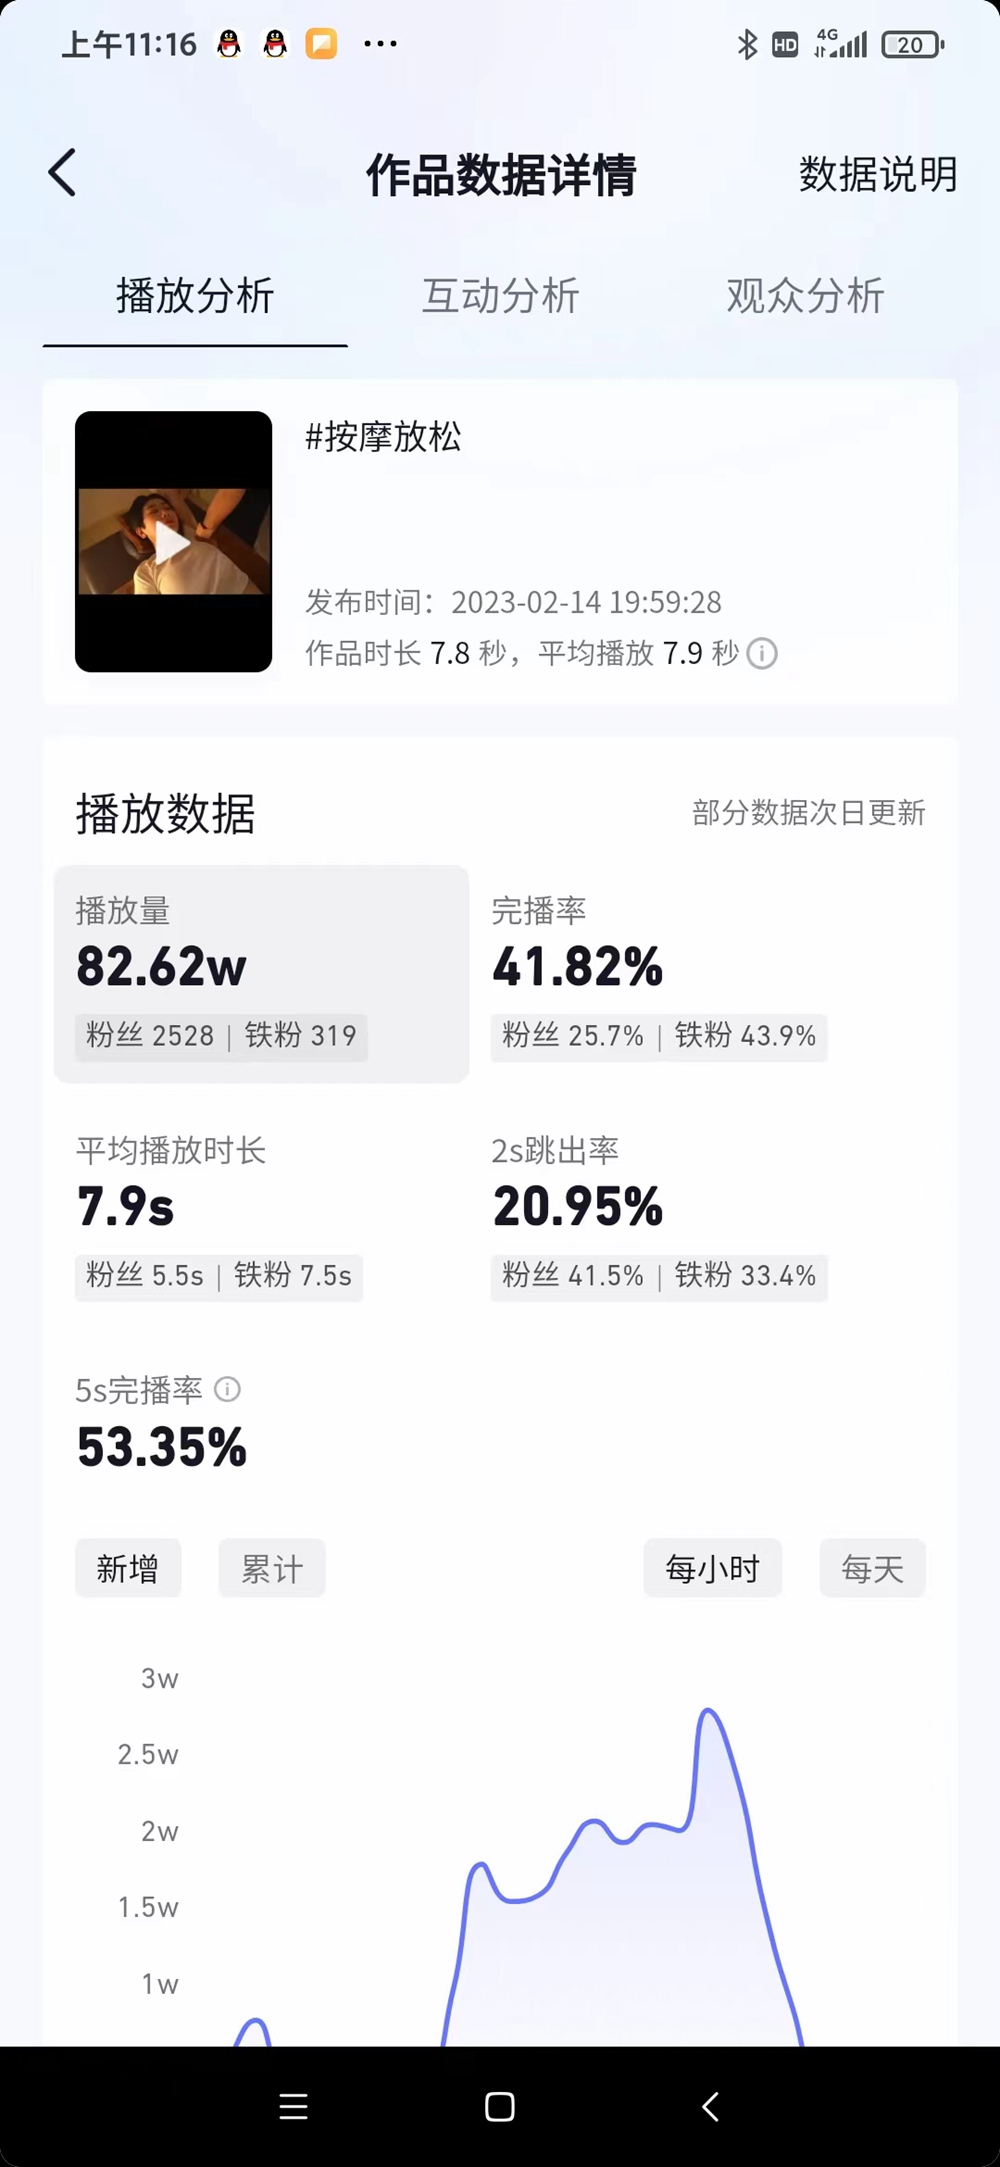 上午11:16
HD 4G 20
作品数据详情 数据说明
播放分析 互动分析 观众分析
#按摩放松
发布时间：2023-02-14 19:59:28
作品时长 7.8 秒，平均播放 7.9 秒
播放数据 部分数据次日更新
播放量 完播率
82.62w 41.82%
粉丝 2528 | 铁粉 319 粉丝 25.7% | 铁粉 43.9%
平均播放时长 2s跳出率
7.9s 20.95%
粉丝 5.5s | 铁粉 7.5s 粉丝 41.5% | 铁粉 33.4%
5s完播率
53.35%
新增 累计 每小时 每天
3w
2.5w
2w
1.5w
1w